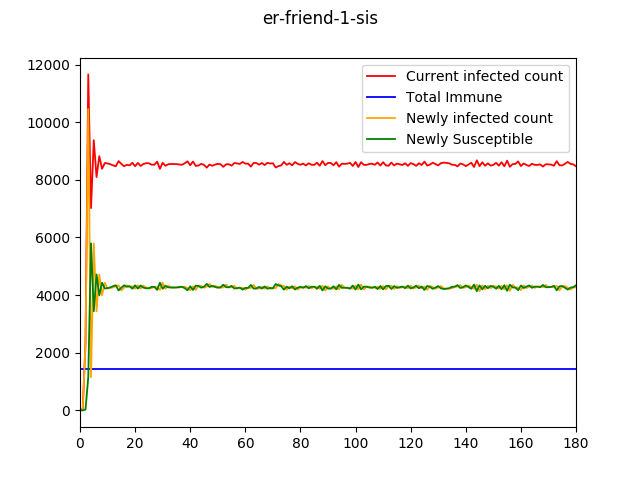 er-friend-1-sis
12000
10000
8000
6000
4000
2000
0
Current infected count
Total Immune
Newly infected count
Newly Susceptible
0 20 40 60 80 100 120 140 160 180